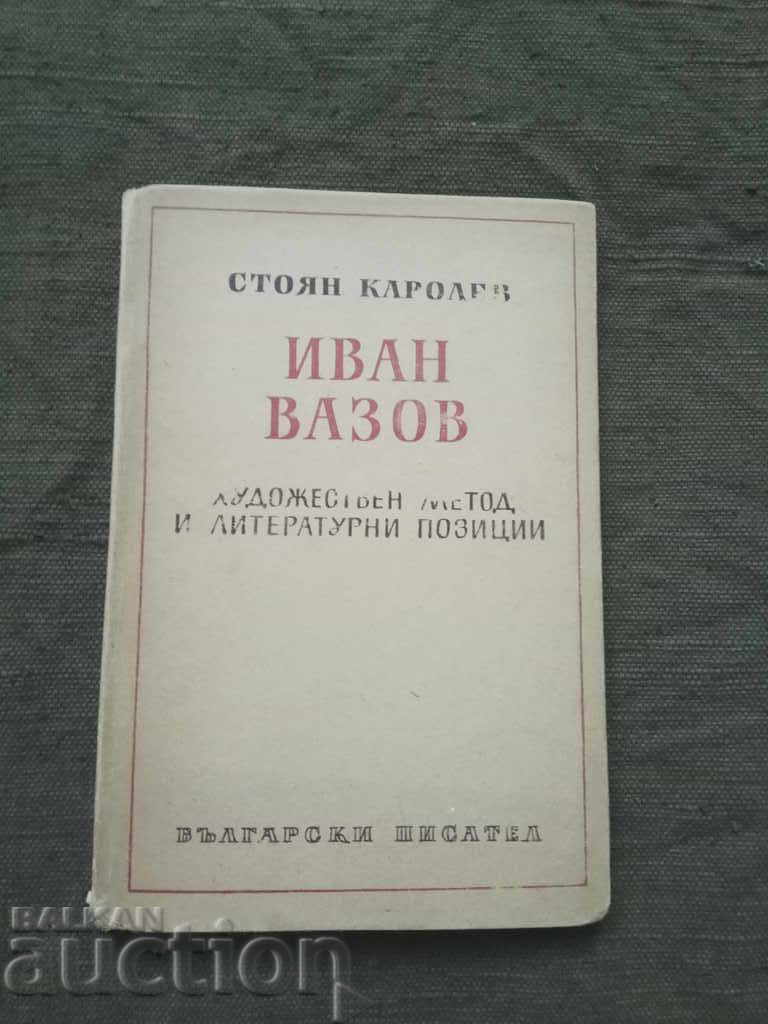 СТОЯН КАРОЛЕВ
ИВАН
ВАЗОВ
ХУДОЖЕСТВЕН МЕТОД
И ЛИТЕРАТУРНИ ПОЗИЦИИ
БЪЛГАРСКИ ПИСАТЕЛ
BALKAN
auction